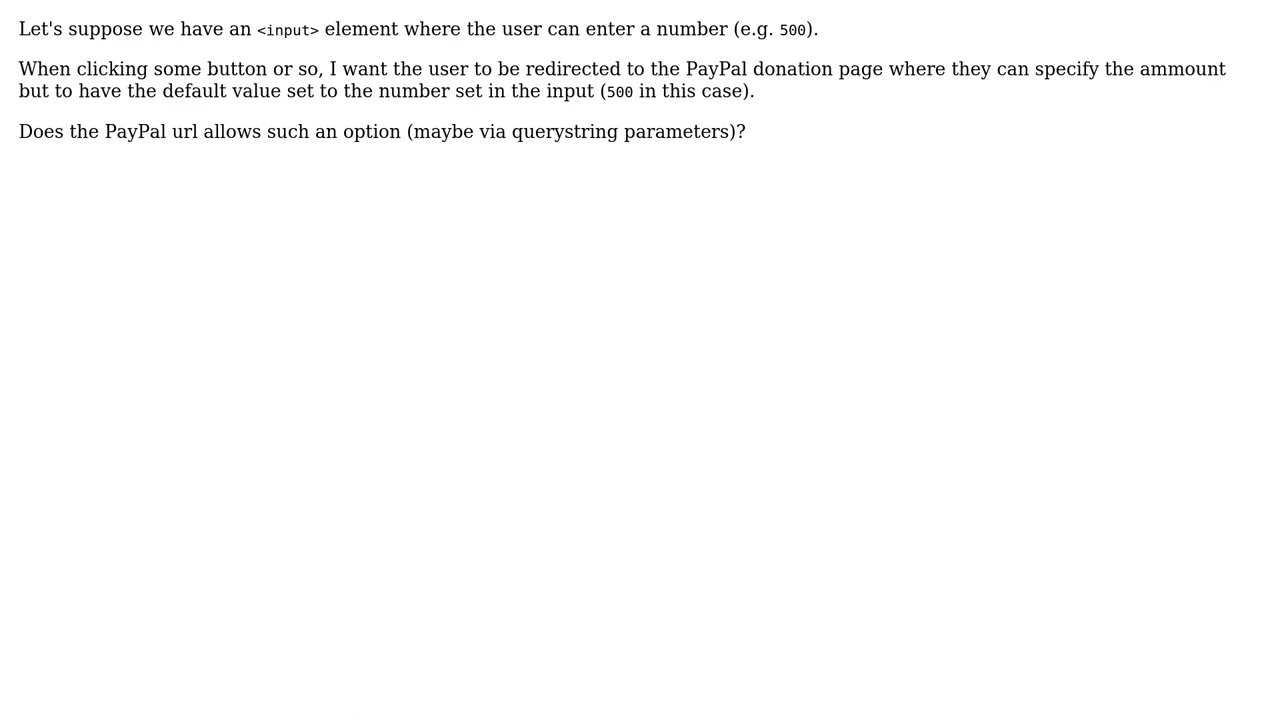 Let's suppose we have an <input> element where the user can enter a number (e.g. 500).
When clicking some button or so, I want the user to be redirected to the PayPal donation page where they can specify the ammount
but to have the default value set to the number set in the input (500 in this case).
Does the PayPal url allows such an option (maybe via querystring parameters)?